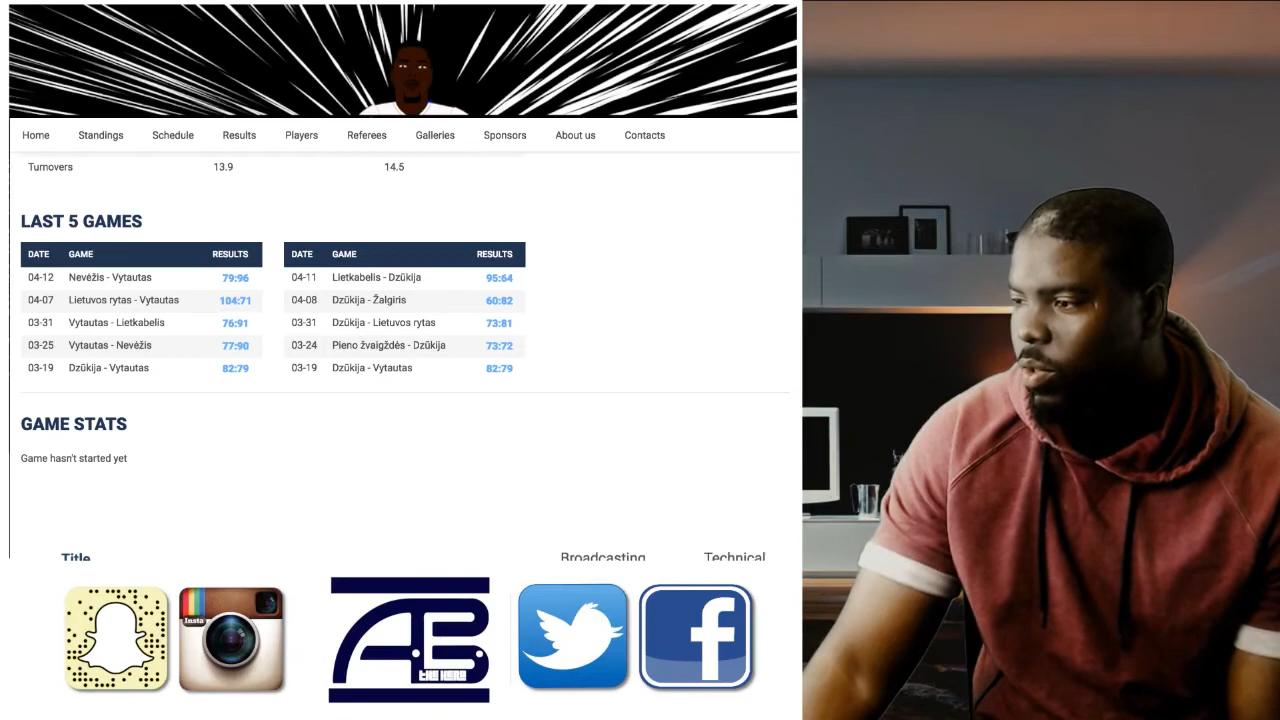 Home Standings Schedule Results Players Referees Galleries Sponsors About us Contacts
Turnovers 13.9 14.5
LAST 5 GAMES
DATE GAME RESULTS DATE GAME RESULTS
04-12 Nevėžis - Vytautas 79:96 04-11 Lietkabelis - Dzūkija 95:64
04-07 Lietuvos rytas - Vytautas 104:71 04-08 Dzūkija - Žalgiris 60:82
03-31 Vytautas - Lietkabelis 76:91 03-31 Dzūkija - Lietuvos rytas 73:81
03-25 Vytautas - Nevėžis 77:90 03-24 Pieno žvaigždės - Dzūkija 73:72
03-19 Dzūkija - Vytautas 82:79 03-19 Dzūkija - Vytautas 82:79
GAME STATS
Game hasn't started yet
Title Broadcasting Technical
Insta
AB
THE HERO